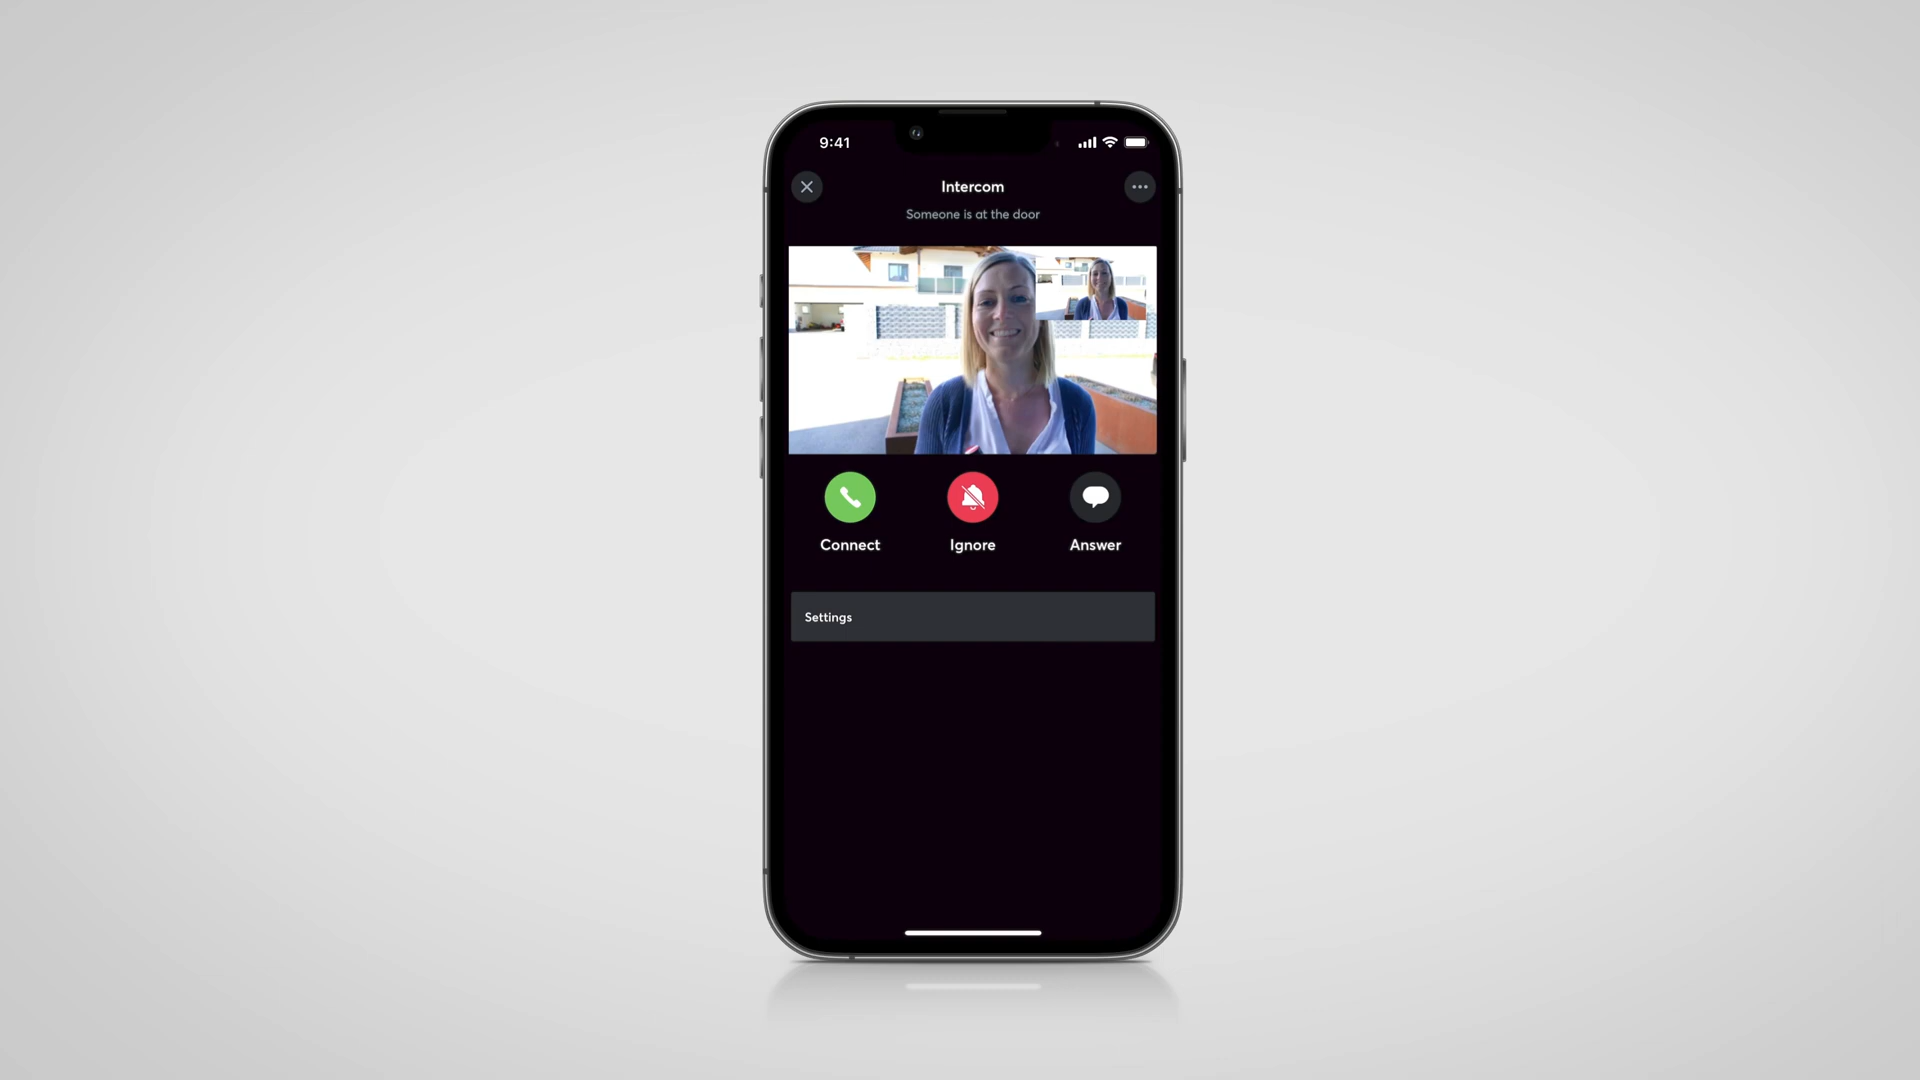 9:41
Intercom
Someone is at the door
Connect
Ignore
Answer
Settings